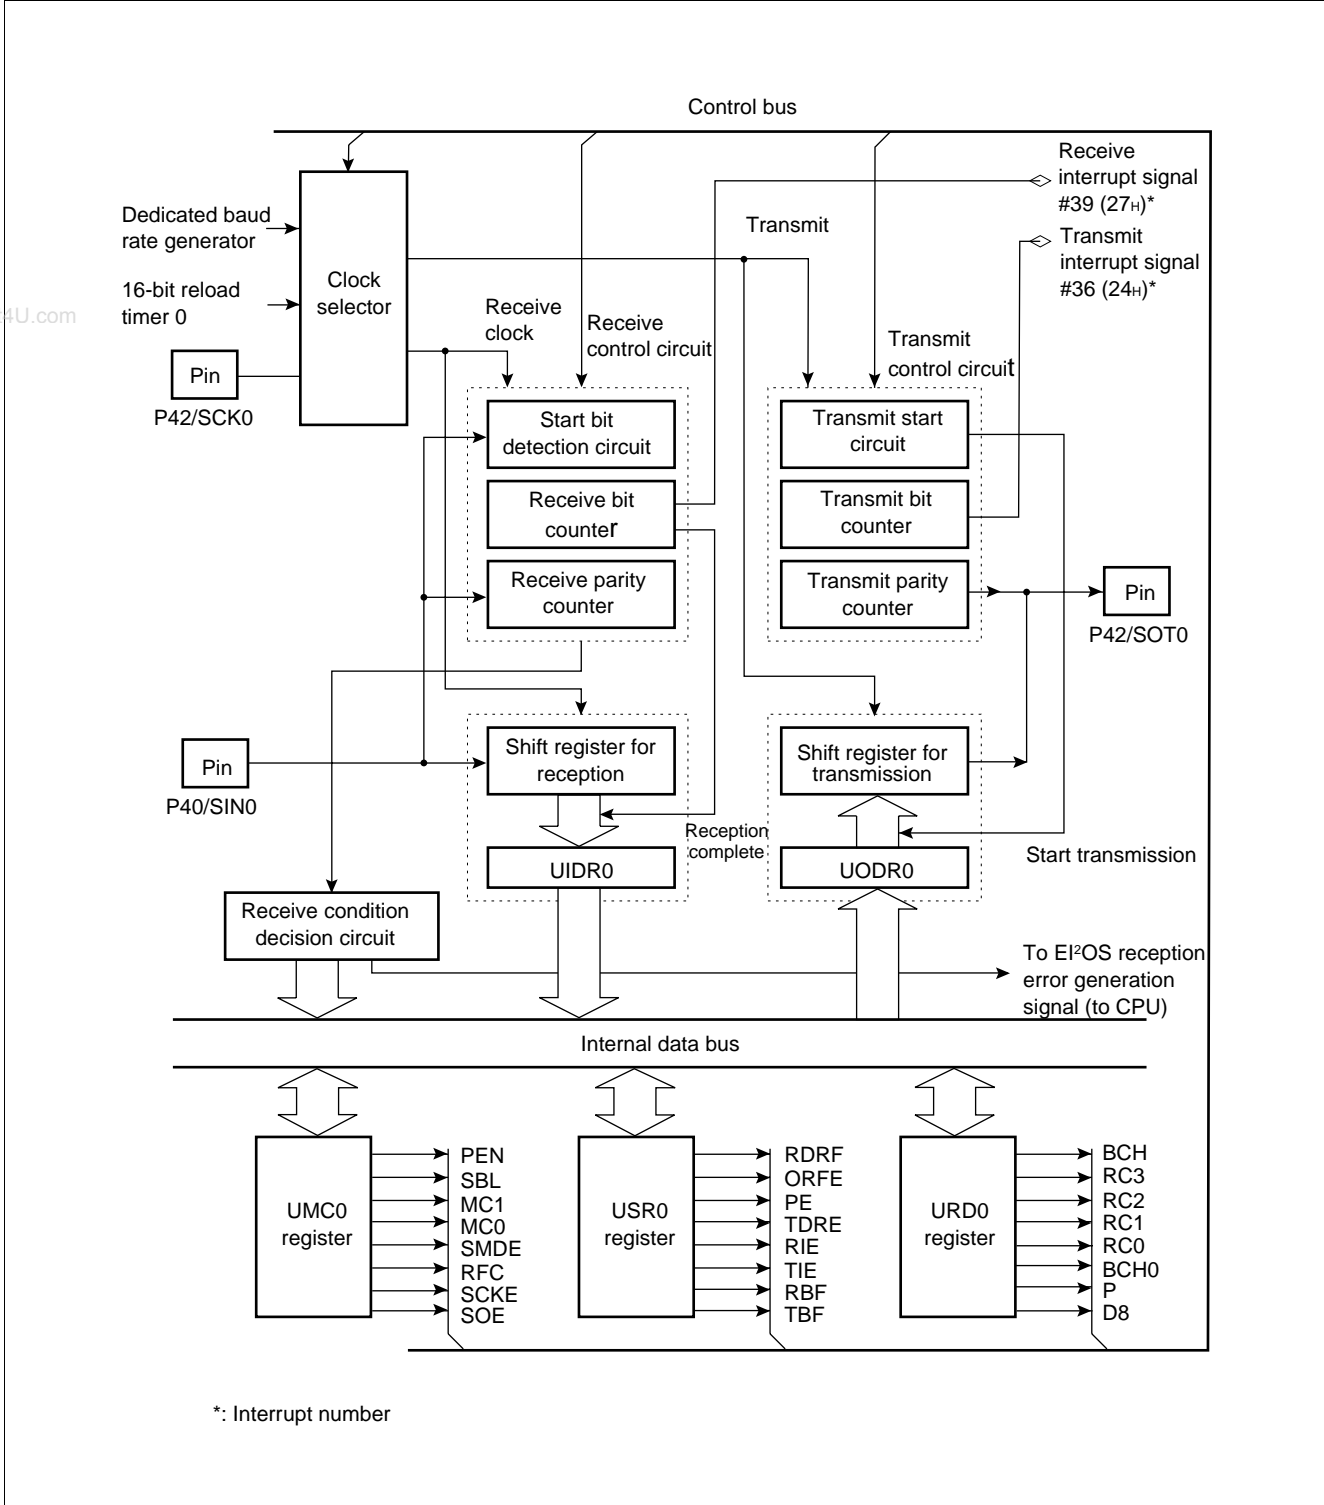 Control bus
Receive
interrupt signal
#39 (27H)*
Transmit
interrupt signal
#36 (24H)*
Dedicated baud
rate generator
Transmit
Clock
selector
16-bit reload
timer 0
4U.com
Receive
clock
Receive
control circuit
Transmit
control circuit
Pin
P42/SCK0
Start bit
detection circuit
Transmit start
circuit
Receive bit
counter
Transmit bit
counter
Receive parity
counter
Transmit parity
counter
Pin
P42/SOT0
Pin
P40/SIN0
Shift register for
reception
Shift register for
transmission
Reception
complete
Start transmission
UIDR0
UODR0
Receive condition
decision circuit
To EI²OS reception
error generation
signal (to CPU)
Internal data bus
UMC0
register
PEN
SBL
MC1
MC0
SMDE
RFC
SCKE
SOE
USR0
register
RDRF
ORFE
PE
TDRE
RIE
TIE
RBF
TBF
URD0
register
BCH
RC3
RC2
RC1
RC0
BCH0
P
D8
*: Interrupt number